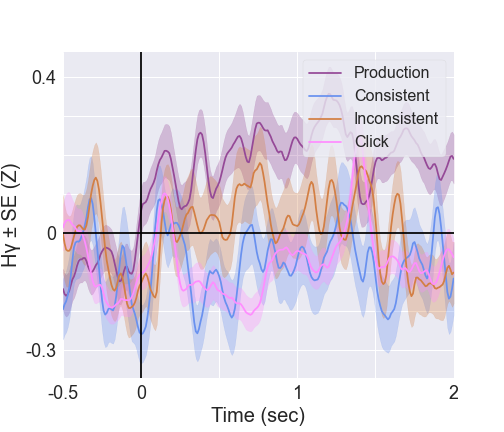 Production
Consistent
Inconsistent
Click
0.4
0
-0.3
Hγ ± SE (Z)
-0.5
0
1
2
Time (sec)